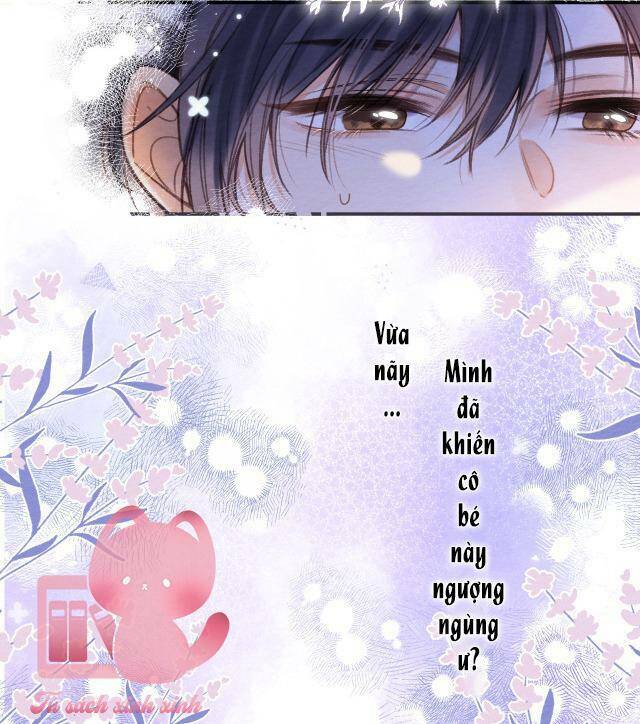 Vừa
nãy
...
Mình
đã
khiến
cô
bé
này
ngượng
ngùng
ư?
Tủ sách xinh xinh